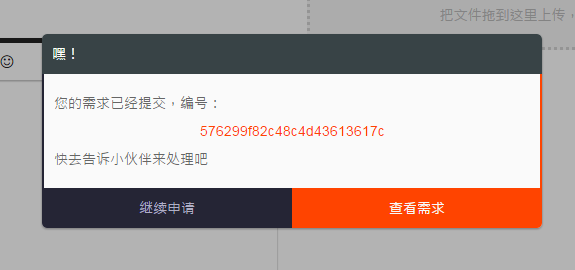 把文件拖到这里上传，
嘿！
您的需求已经提交，编号：
576299f82c48c4d43613617c
快去告诉小伙伴来处理吧
继续申请
查看需求